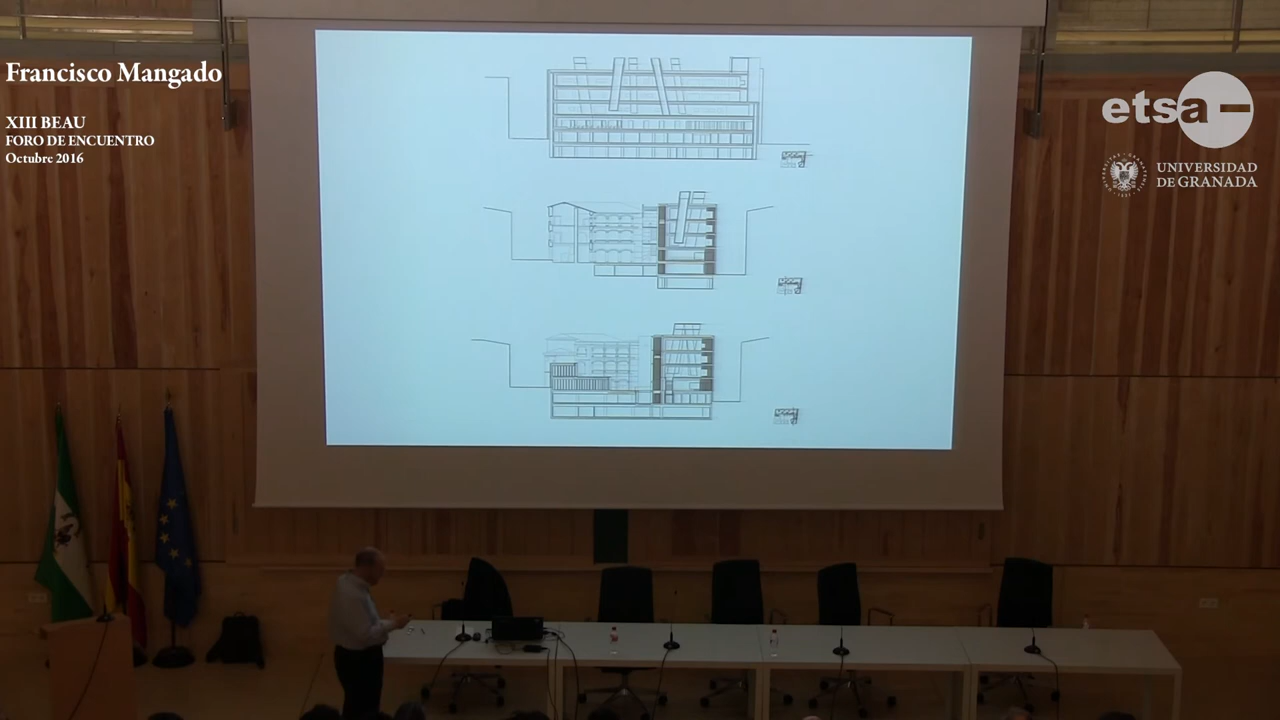 Francisco Mangado
XIII BEAU
FORO DE ENCUENTRO
Octubre 2016
etsa
UNIVERSIDAD
DE GRANADA